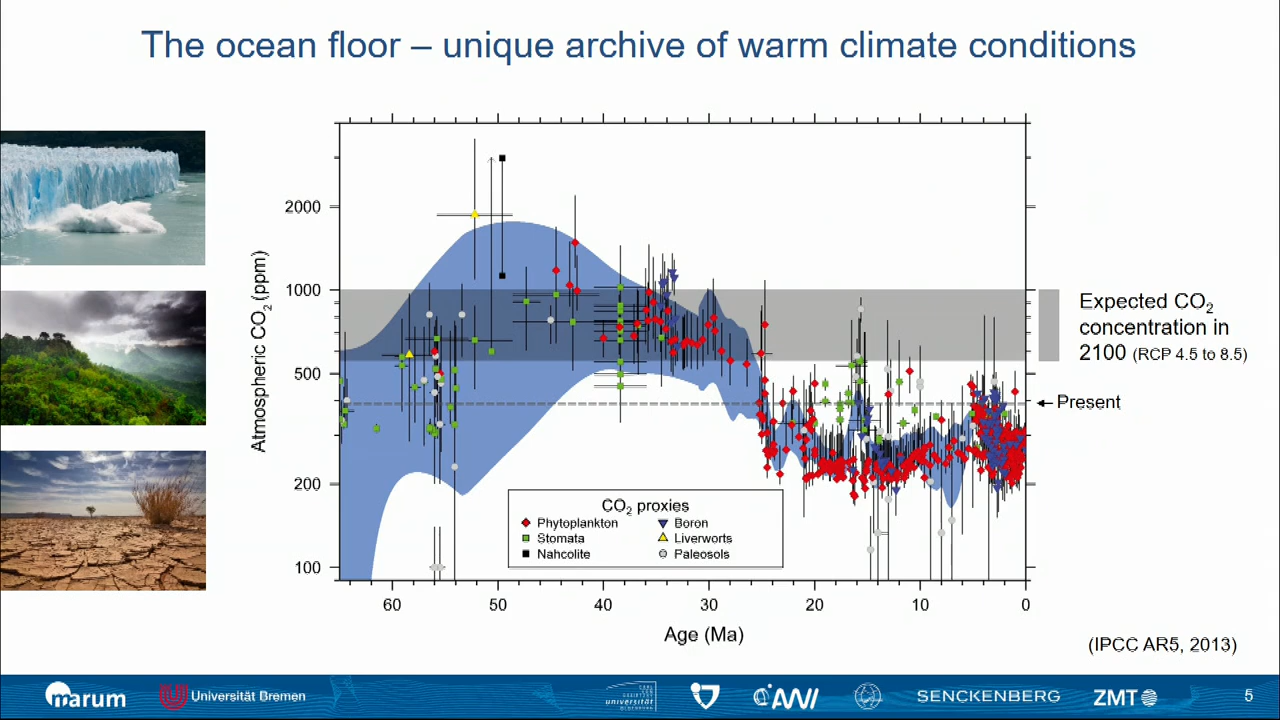 The ocean floor – unique archive of warm climate conditions
Atmospheric CO2 (ppm)
2000
1000
500
200
100
60
50
40
30
20
10
0
Age (Ma)
CO2 proxies
Phytoplankton
Boron
Stomata
Liverworts
Nahcolite
Paleosols
Expected CO2
concentration in
2100 (RCP 4.5 to 8.5)
Present
(IPCC AR5, 2013)
marum
Universität Bremen
universität
AWI
SENCKENBERG
ZMT
5